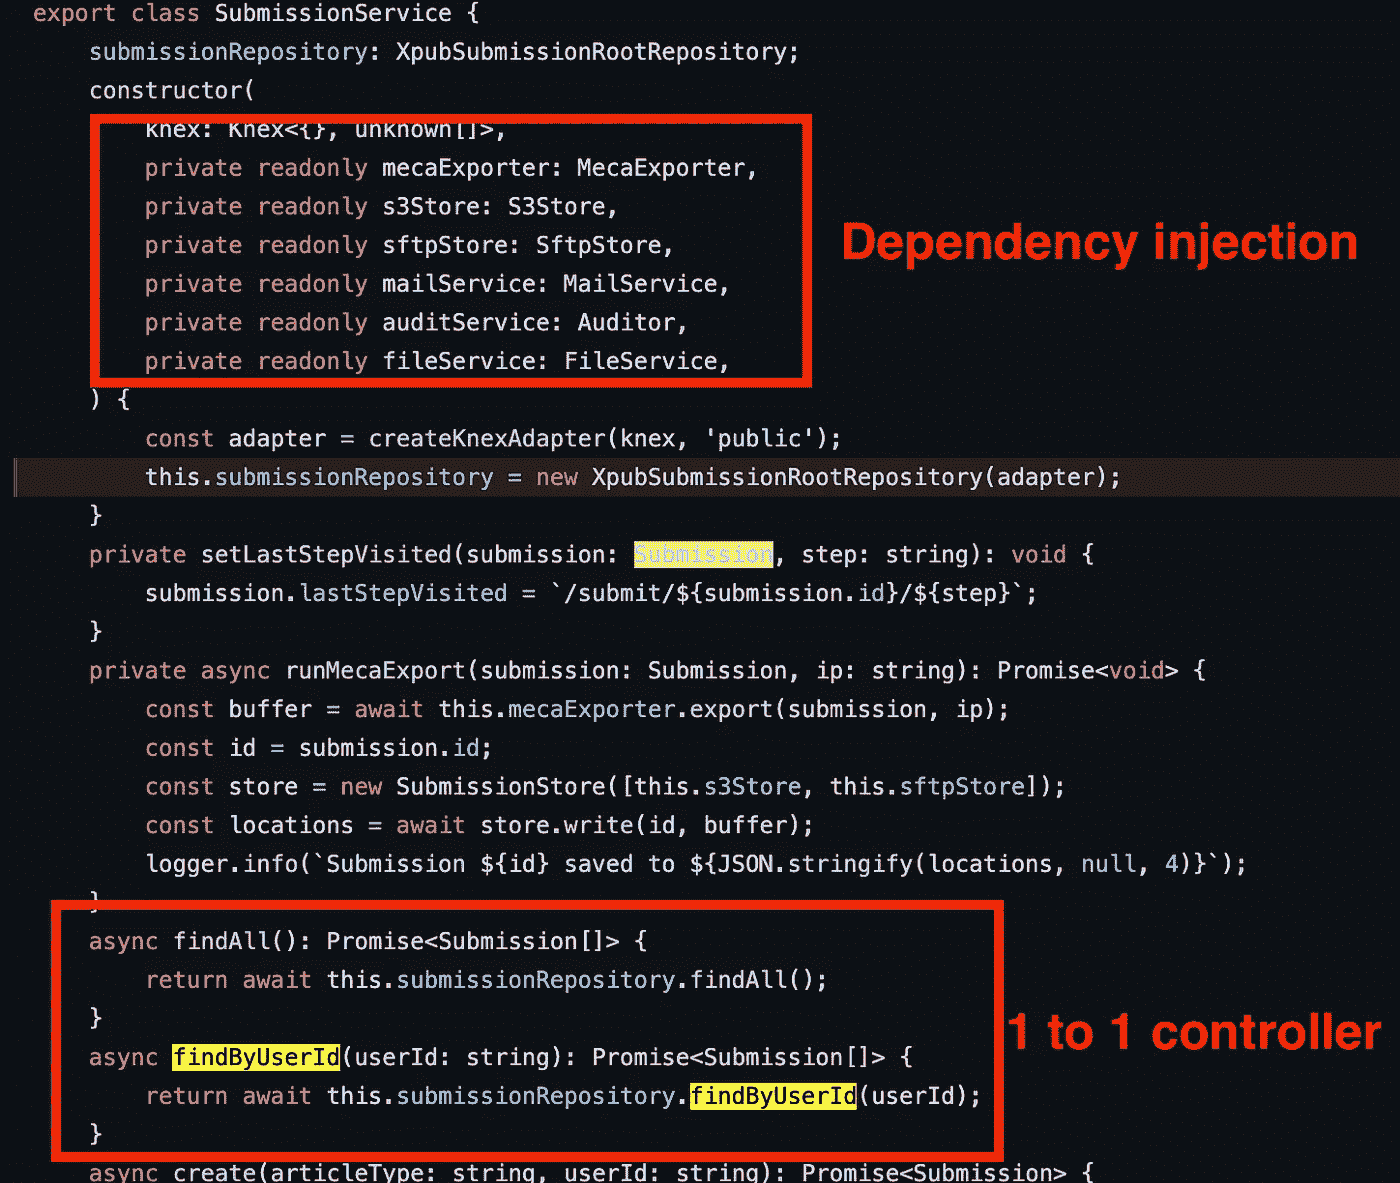 export class SubmissionService {
submissionRepository: XpubSubmissionRootRepository;
constructor(
knex: Knex<{}, unknown[]>,
private readonly mecaExporter: MecaExporter,
private readonly s3Store: S3Store,
private readonly sftpStore: SftpStore,
private readonly mailService: MailService,
private readonly auditService: Auditor,
private readonly fileService: FileService,
Dependency injection
) {
const adapter = createKnexAdapter(knex, 'public');
this.submissionRepository = new XpubSubmissionRootRepository(adapter);
}
private setLastStepVisited(submission: Submission, step: string): void {
submission.lastStepVisited = `/submit/${submission.id}/${step}`;
}
private async runMecaExport(submission: Submission, ip: string): Promise<void> {
const buffer = await this.mecaExporter.export(submission, ip);
const id = submission.id;
const store = new SubmissionStore([this.s3Store, this.sftpStore]);
const locations = await store.write(id, buffer);
logger.info(`Submission ${id} saved to ${JSON.stringify(locations, null, 4)}`);
}
async findAll(): Promise<Submission[]> {
return await this.submissionRepository.findAll();
}
async findByUserId(userId: string): Promise<Submission[]> {
return await this.submissionRepository.findByUserId(userId);
}
1 to 1 controller
async create(articleType: string, userId: string): Promise<Submission> {